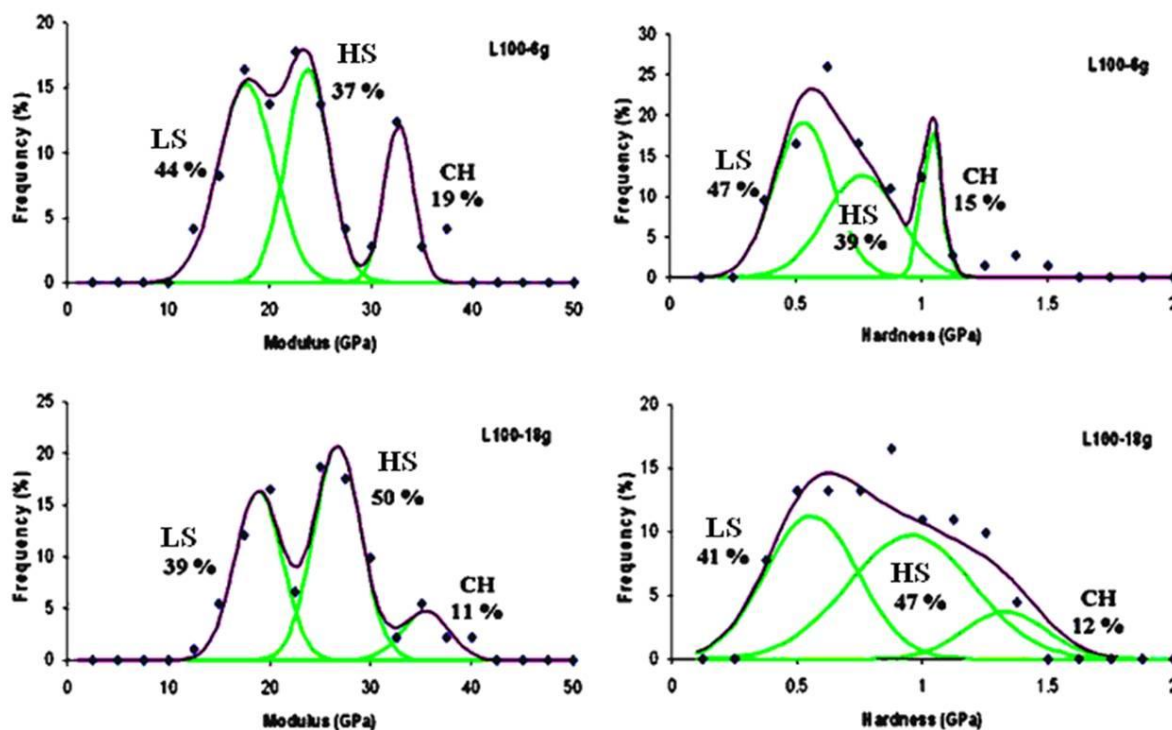 L100-6g
Frequency (%)
20
15
10
5
0
LS
44 %
HS
37 %
CH
19 %
0 10 20 30 40 50
Modulus (GPa)
L100-6g
Frequency (%)
30
25
20
15
10
5
0
LS
47 %
HS
39 %
CH
15 %
0 0.5 1 1.5 2
Hardness (GPa)
L100-18g
Frequency (%)
25
20
15
10
5
0
LS
39 %
HS
50 %
CH
11 %
0 10 20 30 40 50
Modulus (GPa)
L100-18g
Frequency (%)
20
15
10
5
0
LS
41 %
HS
47 %
CH
12 %
0 0.5 1 1.5 2
Hardness (GPa)